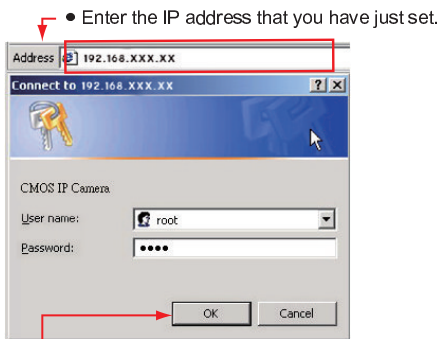 ● Enter the IP address that you have just set.
Address 192.168.XXX.XX
Connect to 192.168.XXX.XX
CMOS IP Camera
User name: root
Password: ●●●●
OK Cancel